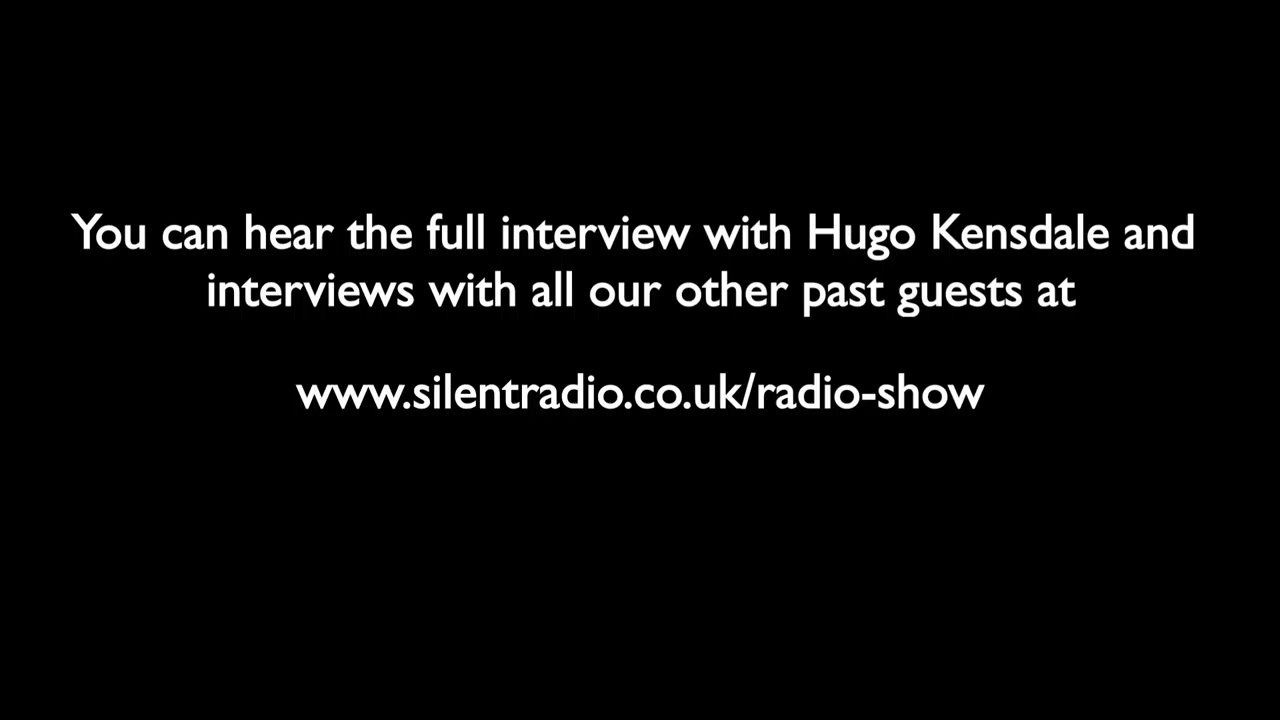 You can hear the full interview with Hugo Kensdale and
interviews with all our other past guests at
www.silentradio.co.uk/radio-show